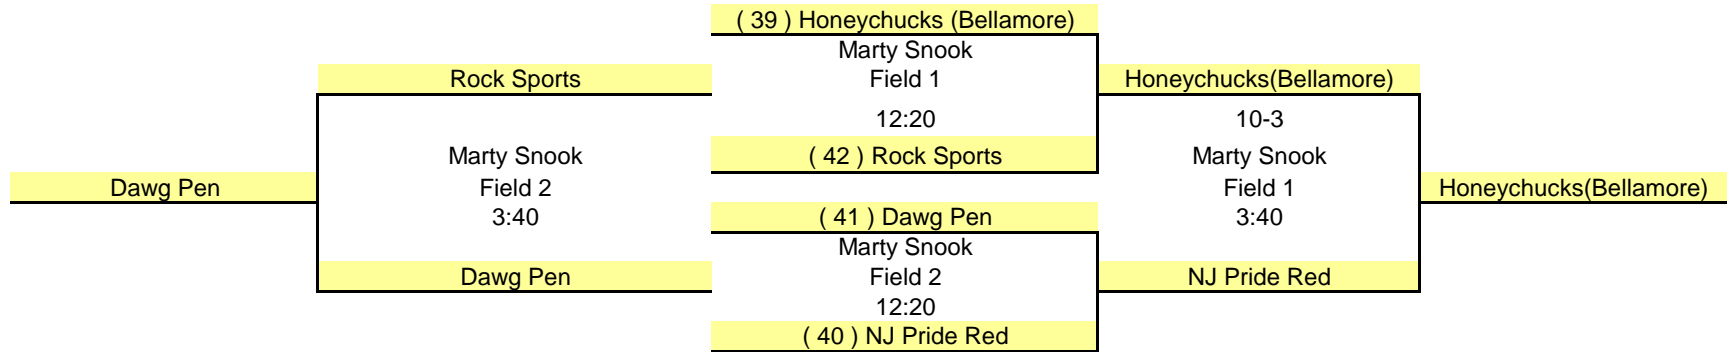 ( 39 ) Honeychucks (Bellamore)
Marty Snook
Rock Sports
Field 1
Honeychucks(Bellamore)
12:20
10-3
Marty Snook
( 42 ) Rock Sports
Marty Snook
Dawg Pen
Field 2
Field 1
Honeychucks(Bellamore)
3:40
( 41 ) Dawg Pen
3:40
Marty Snook
Dawg Pen
Field 2
NJ Pride Red
12:20
( 40 ) NJ Pride Red